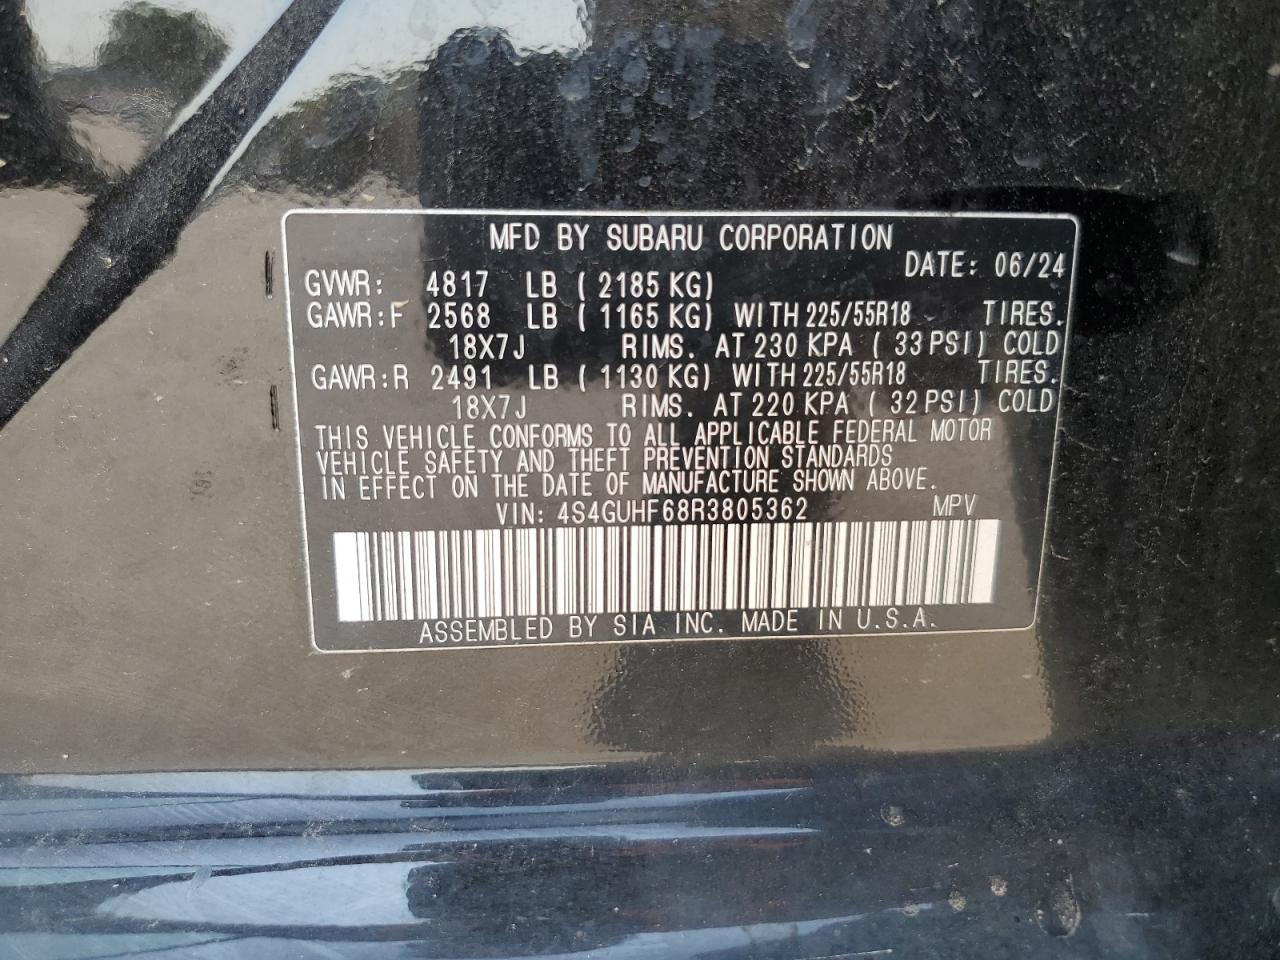 MFD BY SUBARU CORPORATION
DATE: 06/24
GVWR: 4817 LB ( 2185 KG)
GAWR:F 2568 LB ( 1165 KG) WITH 225/55R18 TIRES.
18X7J RIMS. AT 230 KPA ( 33 PSI) COLD
GAWR:R 2491 LB ( 1130 KG) WITH 225/55R18 TIRES.
18X7J RIMS. AT 220 KPA ( 32 PSI) COLD
THIS VEHICLE CONFORMS TO ALL APPLICABLE FEDERAL MOTOR
VEHICLE SAFETY AND THEFT PREVENTION STANDARDS
IN EFFECT ON THE DATE OF MANUFACTURE SHOWN ABOVE.
VIN: 4S4GUHF68R3805362 MPV
ASSEMBLED BY SIA INC. MADE IN U.S.A.